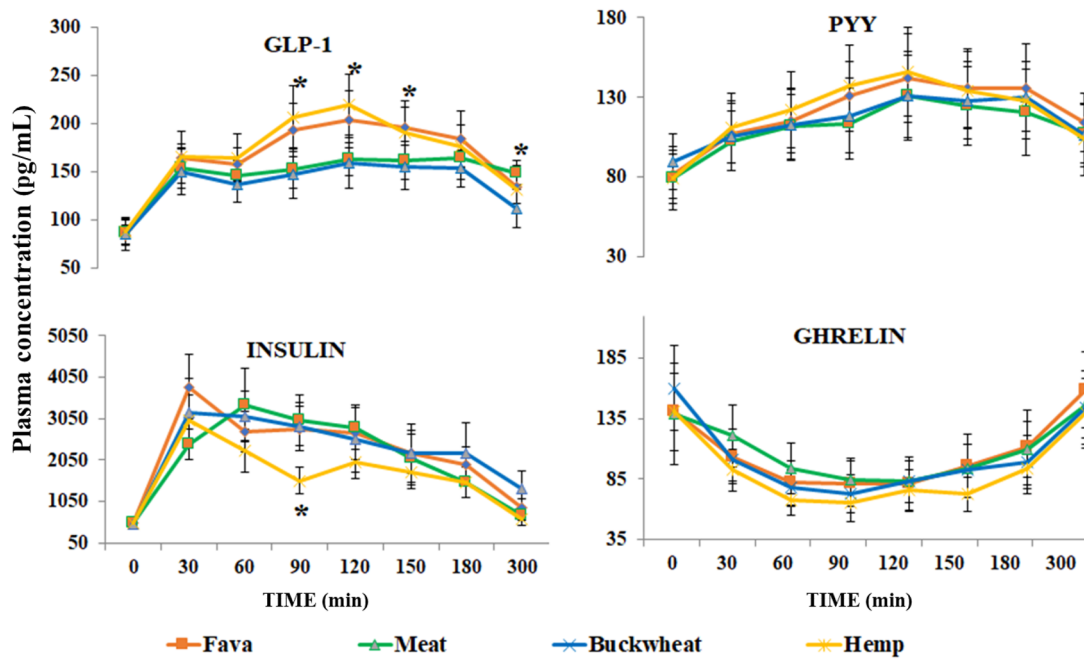 Plasma concentration (pg/mL)
GLP-1
300
250
200
150
100
50
* * * *
PYY
180
130
80
30
INSULIN
5050
4050
3050
2050
1050
50
*
0 30 60 90 120 150 180 300
TIME (min)
GHRELIN
185
135
85
35
0 30 60 90 120 150 180 300
TIME (min)
Fava Meat Buckwheat Hemp